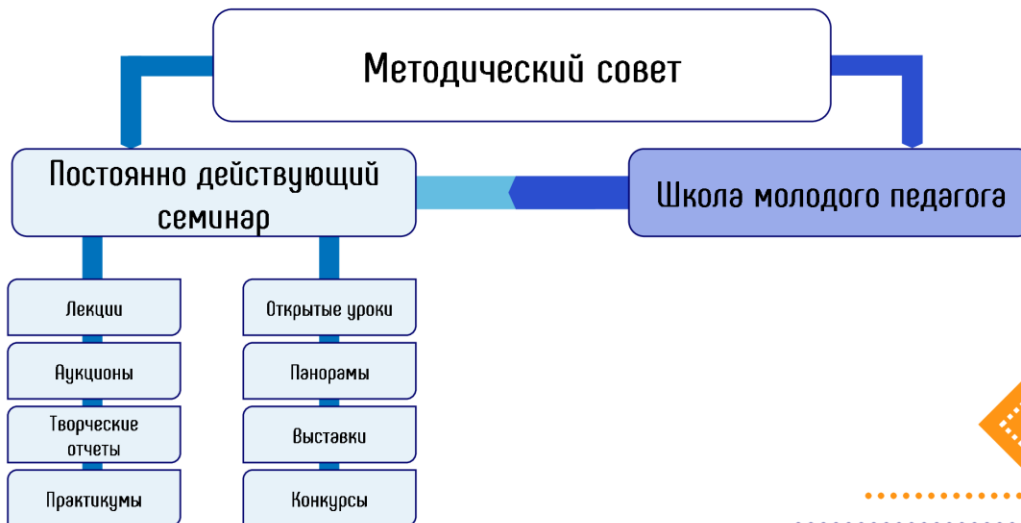 Методический совет
Постоянно действующий
семинар
Школа молодого педагога
Лекции
Открытые уроки
Аукционы
Панорамы
Творческие
отчеты
Выставки
Практикумы
Конкурсы